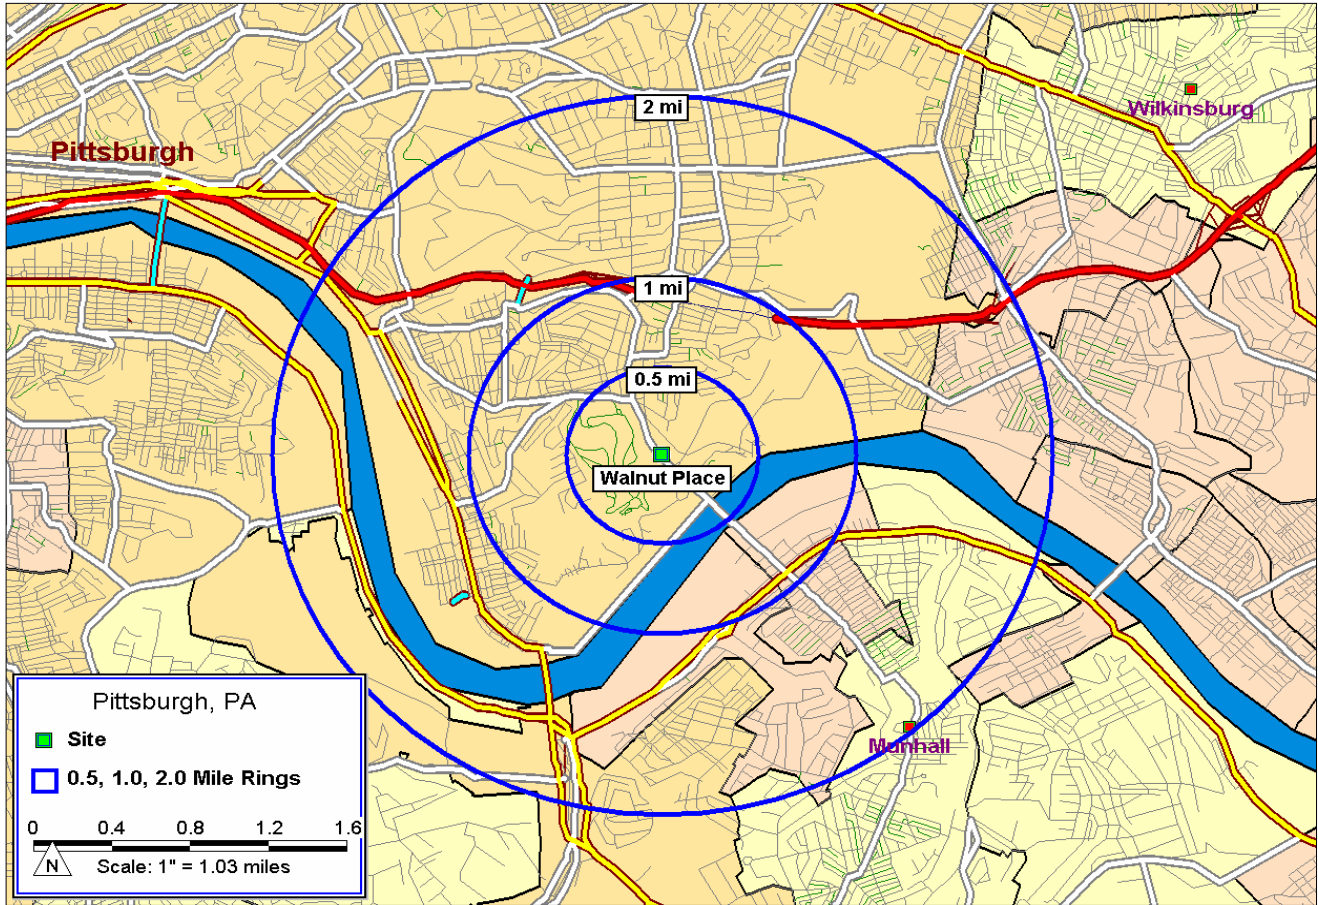 2 mi
Wilkinsburg
Pittsburgh
1 mi
0.5 mi
Walnut Place
Munhall
Pittsburgh, PA
Site
0.5, 1.0, 2.0 Mile Rings
0 0.4 0.8 1.2 1.6
N
Scale: 1" = 1.03 miles